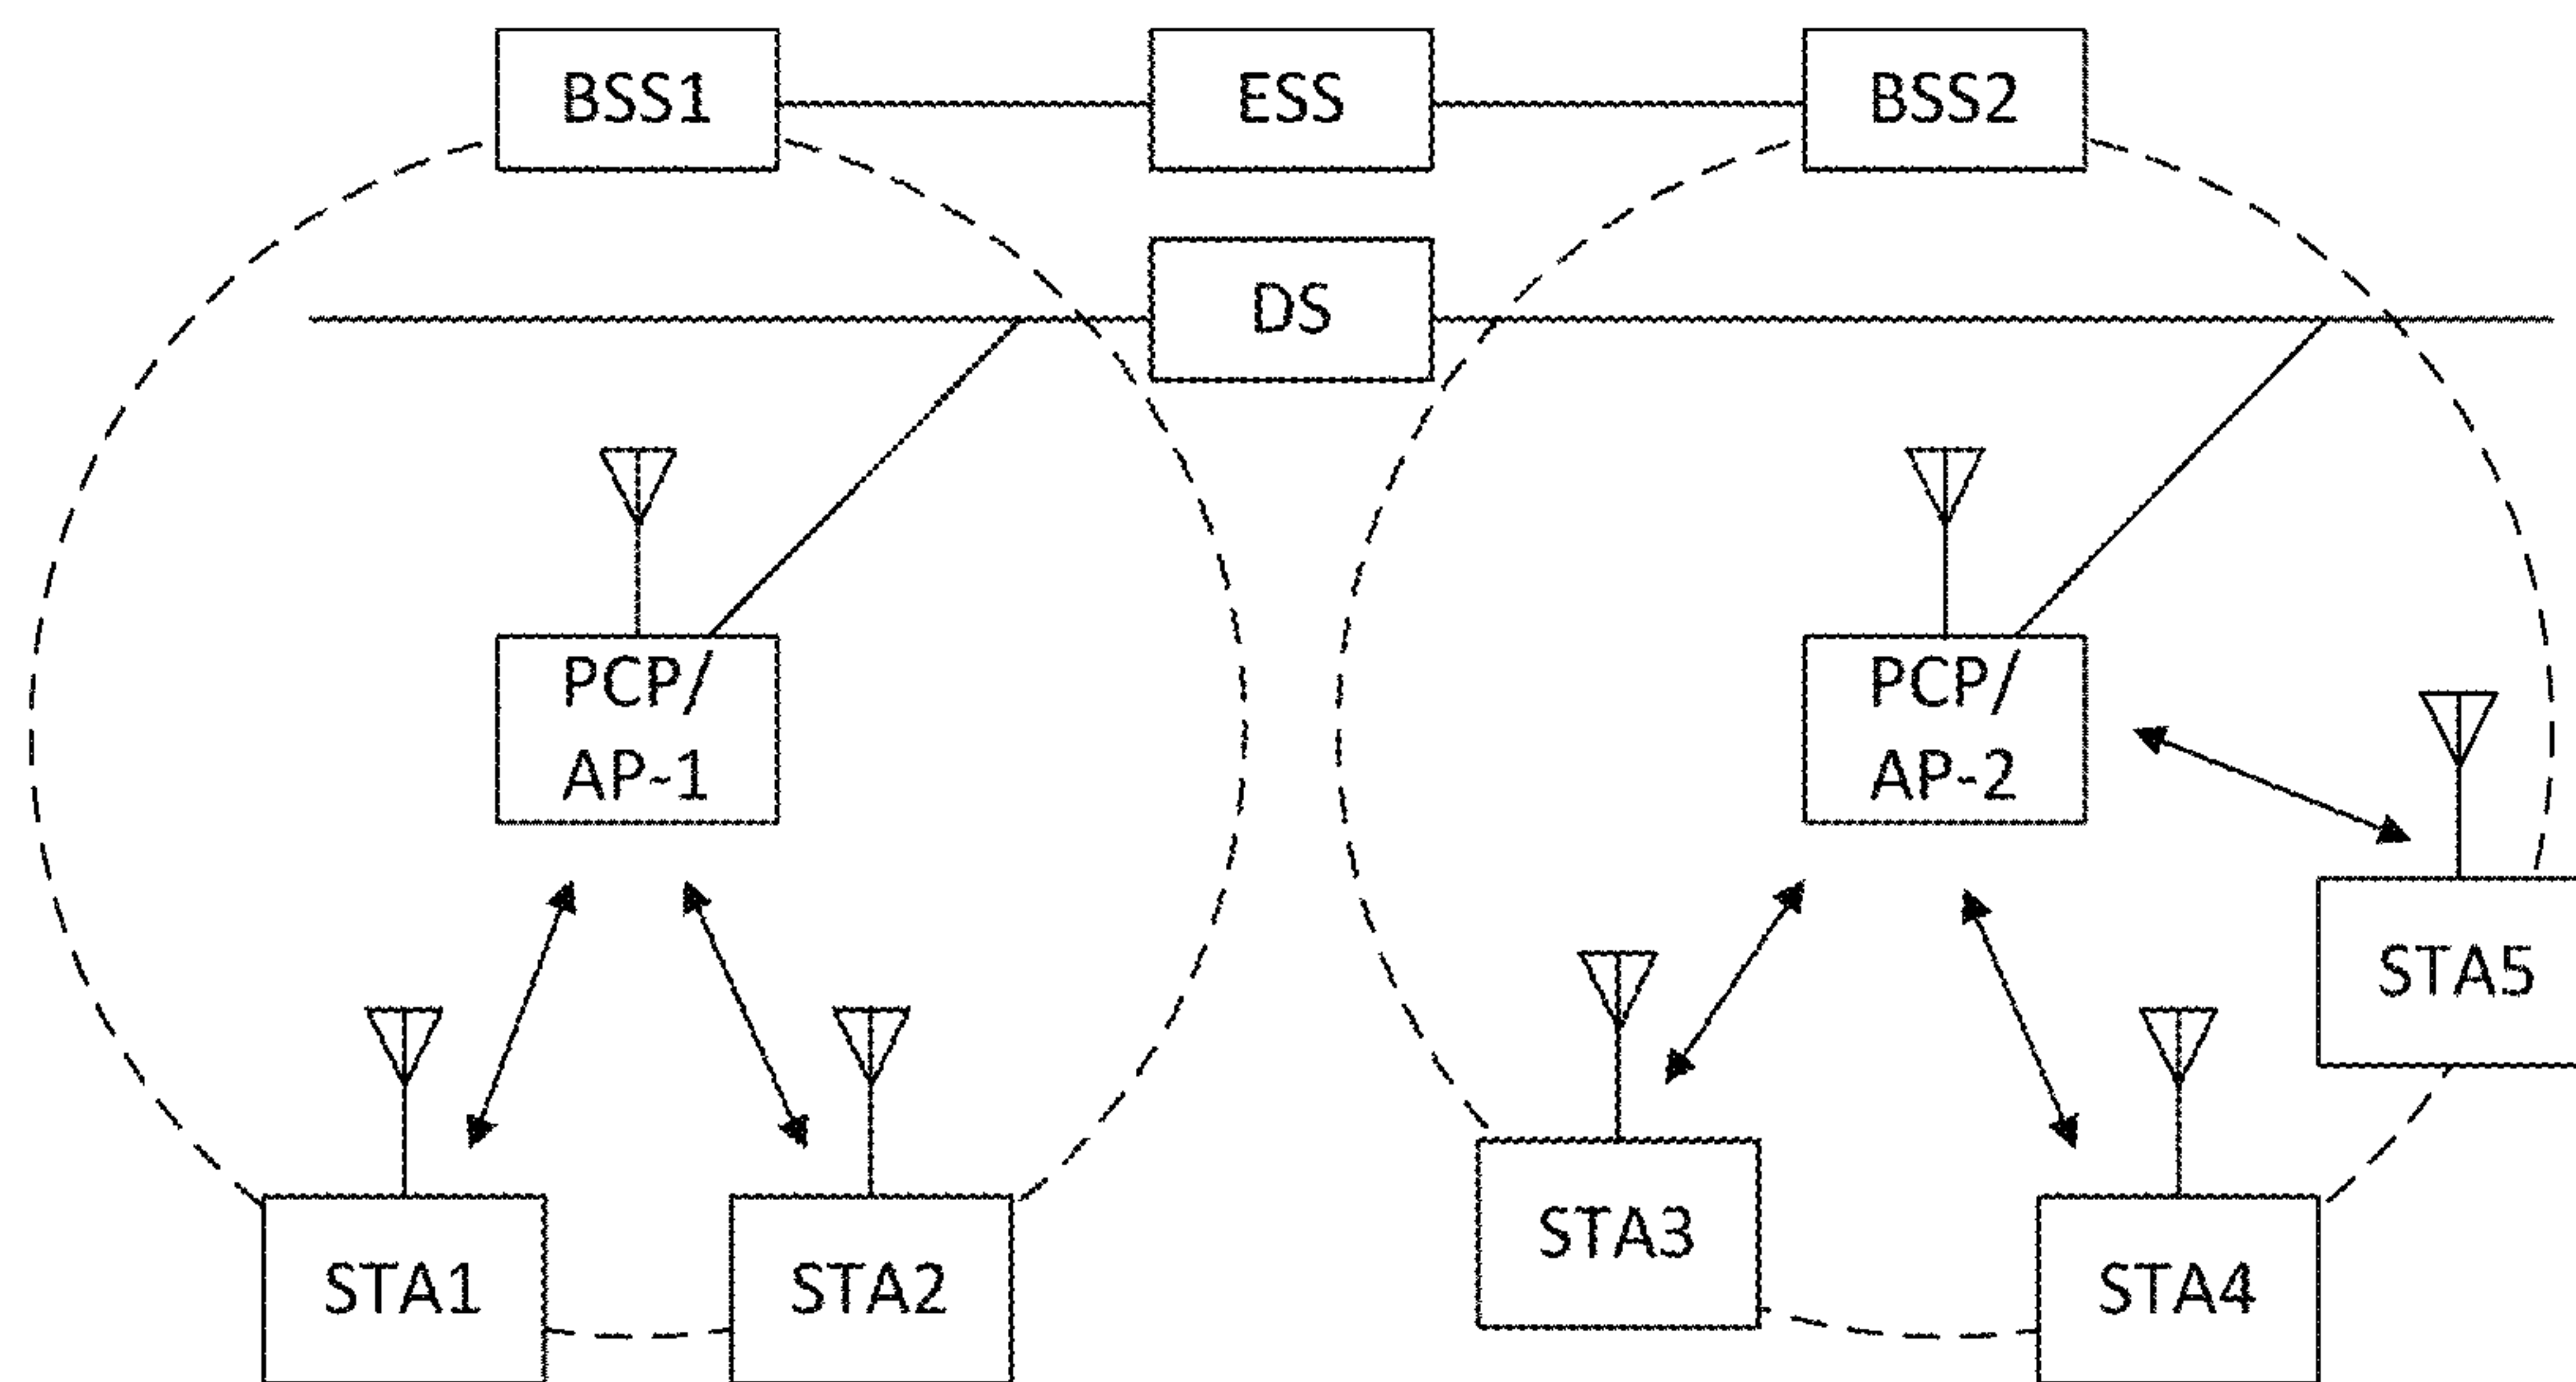 BSS1
ESS
BSS2
DS
PCP/
AP-1
PCP/
AP-2
STA5
STA3
STA4
STA1
STA2